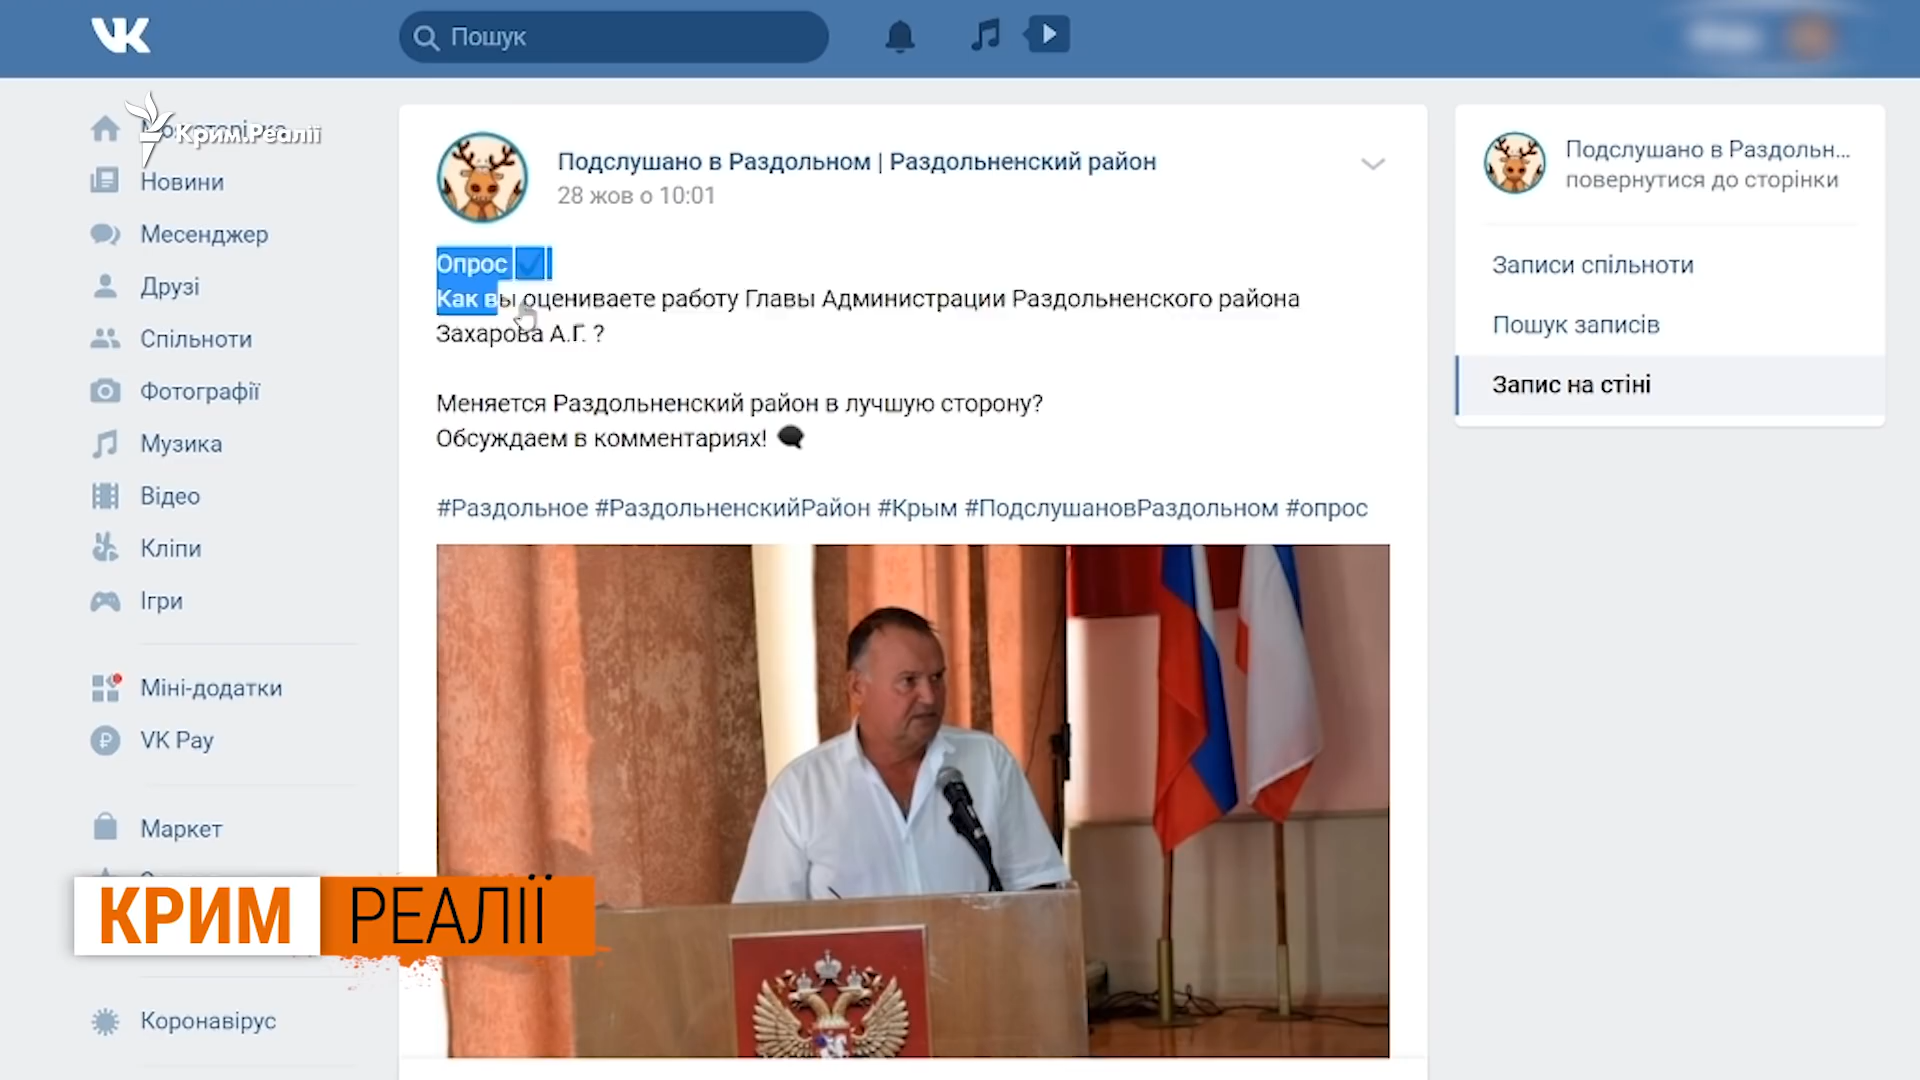 Пошук
Крим.Реалії
Новини
Месенджер
Друзі
Спільноти
Фотографії
Музика
Відео
Кліпи
Ігри
Міні-додатки
VK Pay
Маркет
КРИМ РЕАЛІЇ
Коронавірус
Подслушано в Раздольном | Раздольненский район
28 жов о 10:01
Опрос ✔
Как вы оцениваете работу Главы Администрации Раздольненского района
Захарова А.Г. ?
Меняется Раздольненский район в лучшую сторону?
Обсуждаем в комментариях! 🗨
#Раздольное #РаздольненскийРайон #Крым #ПодслушановРаздольном #опрос
Подслушано в Раздольн...
повернутися до сторінки
Записи спільноти
Пошук записів
Запис на стіні